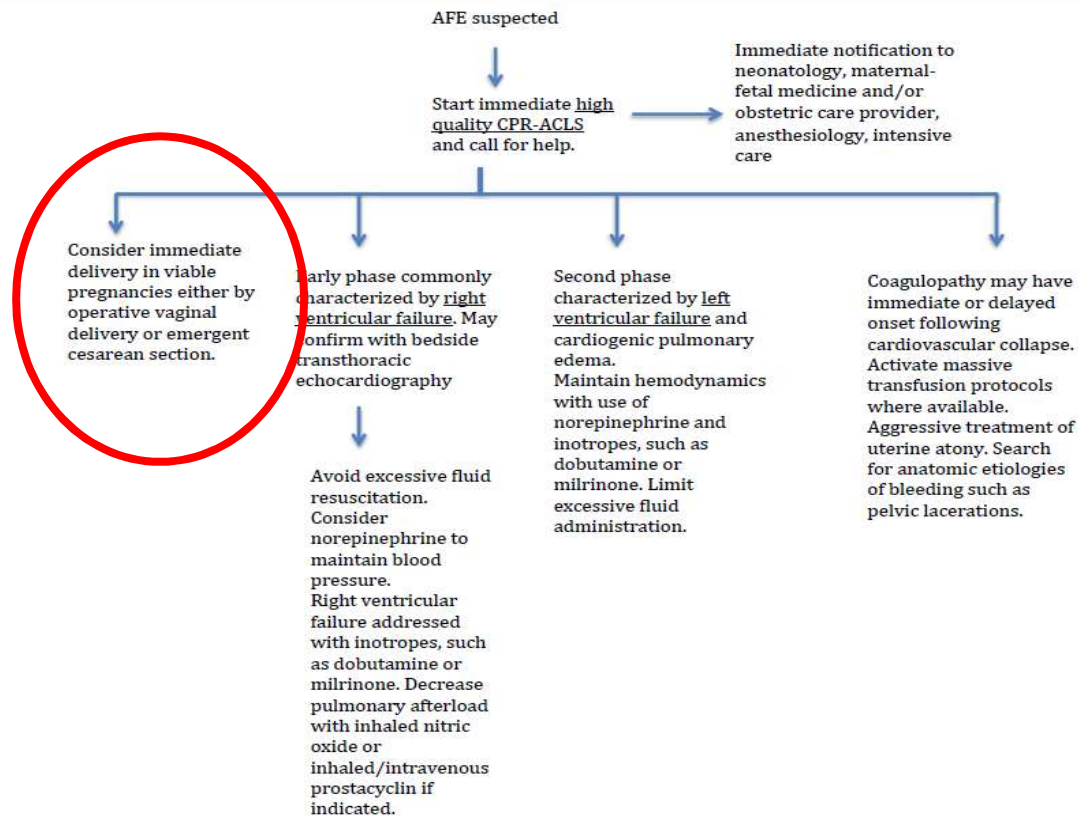 AFE suspected
Start immediate high
quality CPR-ACLS
and call for help.
Immediate notification to
neonatology, maternal-
fetal medicine and/or
obstetric care provider,
anesthesiology, intensive
care
Consider immediate
delivery in viable
pregnancies either by
operative vaginal
delivery or emergent
cesarean section.
Early phase commonly
characterized by right
ventricular failure. May
confirm with bedside
transthoracic
echocardiography
Avoid excessive fluid
resuscitation.
Consider
norepinephrine to
maintain blood
pressure.
Right ventricular
failure addressed
with inotropes, such
as dobutamine or
milrinone. Decrease
pulmonary afterload
with inhaled nitric
oxide or
inhaled/intravenous
prostacyclin if
indicated.
Second phase
characterized by left
ventricular failure and
cardiogenic pulmonary
edema.
Maintain hemodynamics
with use of
norepinephrine and
inotropes, such as
dobutamine or
milrinone. Limit
excessive fluid
administration.
Coagulopathy may have
immediate or delayed
onset following
cardiovascular collapse.
Activate massive
transfusion protocols
where available.
Aggressive treatment of
uterine atony. Search
for anatomic etiologies
of bleeding such as
pelvic lacerations.